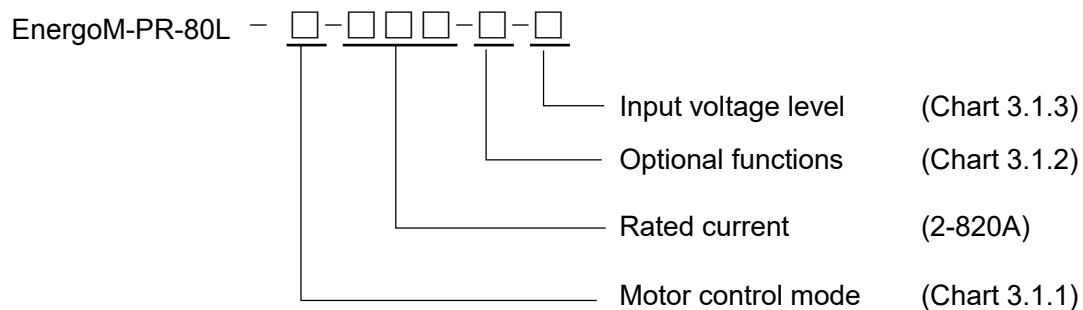 EnergoM-PR-80L - □-□□□-□-□
Input voltage level (Chart 3.1.3)
Optional functions (Chart 3.1.2)
Rated current (2-820A)
Motor control mode (Chart 3.1.1)